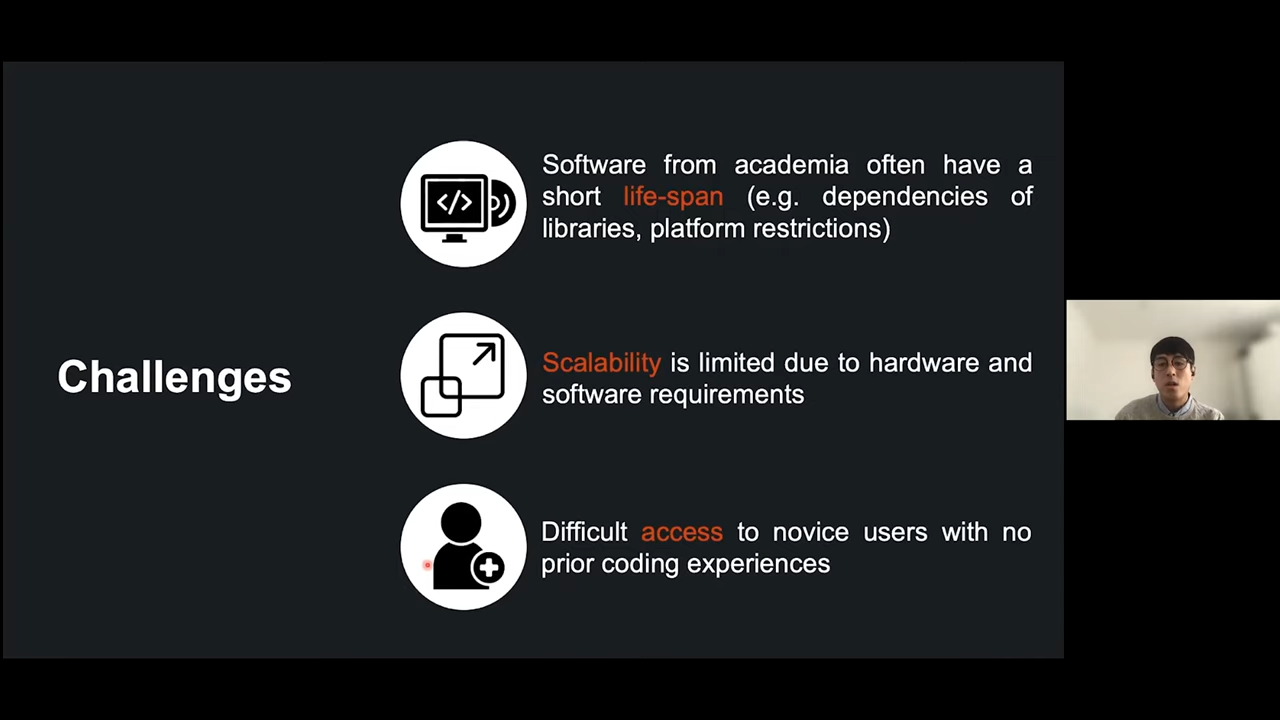 Challenges
Software from academia often have a
short life-span (e.g. dependencies of
libraries, platform restrictions)
Scalability is limited due to hardware and
software requirements
Difficult access to novice users with no
prior coding experiences